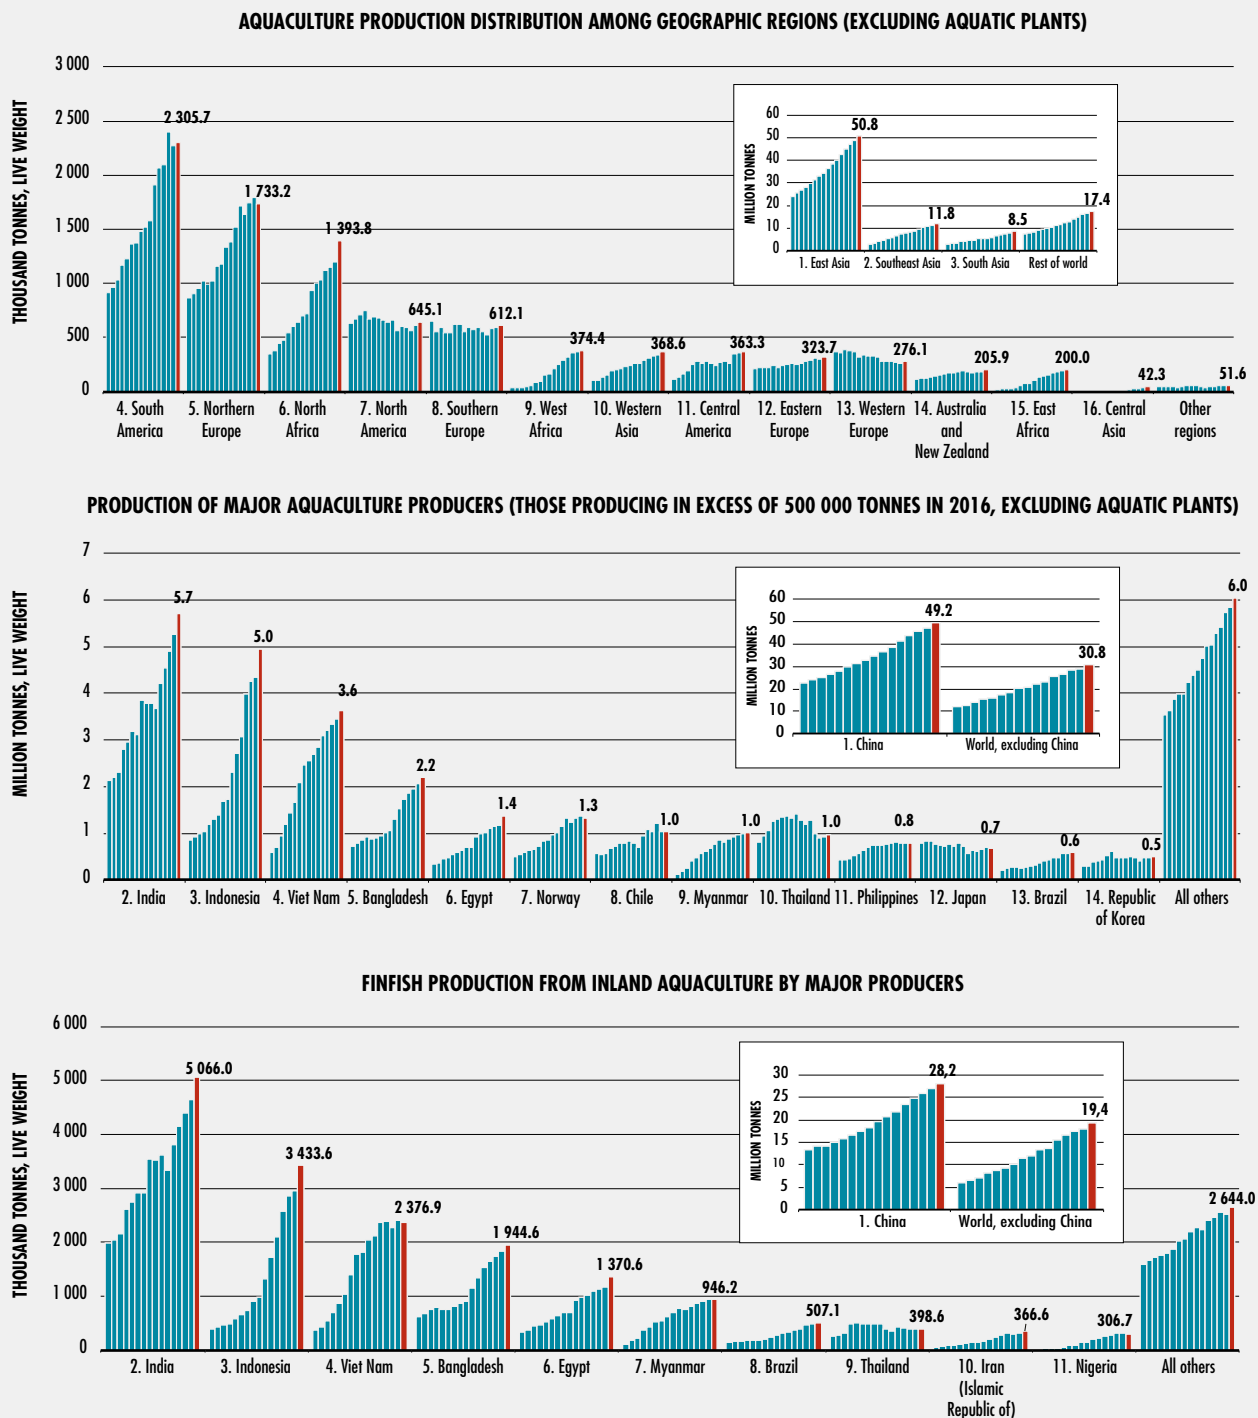 AQUACULTURE PRODUCTION DISTRIBUTION AMONG GEOGRAPHIC REGIONS (EXCLUDING AQUATIC PLANTS)
THOUSAND TONNES, LIVE WEIGHT
3 000
2 500
2 000
1 500
1 000
500
0
2 305.7
1 733.2
1 393.8
645.1
612.1
374.4
368.6
363.3
323.7
276.1
205.9
200.0
42.3
51.6
4. South
America
5. Northern
Europe
6. North
Africa
7. North
America
8. Southern
Europe
9. West
Africa
10. Western
Asia
11. Central
America
12. Eastern
Europe
13. Western
Europe
14. Australia
and
New Zealand
15. East
Africa
16. Central
Asia
Other
regions
MILLION TONNES
60
50
40
30
20
10
0
50.8
11.8
8.5
17.4
1. East Asia
2. Southeast Asia
3. South Asia
Rest of world
PRODUCTION OF MAJOR AQUACULTURE PRODUCERS (THOSE PRODUCING IN EXCESS OF 500 000 TONNES IN 2016, EXCLUDING AQUATIC PLANTS)
MILLION TONNES, LIVE WEIGHT
7
6
5
4
3
2
1
0
5.7
5.0
3.6
2.2
1.4
1.3
1.0
1.0
1.0
0.8
0.7
0.6
0.5
6.0
2. India
3. Indonesia
4. Viet Nam
5. Bangladesh
6. Egypt
7. Norway
8. Chile
9. Myanmar
10. Thailand
11. Philippines
12. Japan
13. Brazil
14. Republic
of Korea
All others
MILLION TONNES
60
50
40
30
20
10
0
49.2
30.8
1. China
World, excluding China
FINFISH PRODUCTION FROM INLAND AQUACULTURE BY MAJOR PRODUCERS
THOUSAND TONNES, LIVE WEIGHT
6 000
5 000
4 000
3 000
2 000
1 000
0
5 066.0
3 433.6
2 376.9
1 944.6
1 370.6
946.2
507.1
398.6
366.6
306.7
2 644.0
2. India
3. Indonesia
4. Viet Nam
5. Bangladesh
6. Egypt
7. Myanmar
8. Brazil
9. Thailand
10. Iran
(Islamic
Republic of)
11. Nigeria
All others
MILLION TONNES
30
25
20
15
10
5
0
28,2
19,4
1. China
World, excluding China